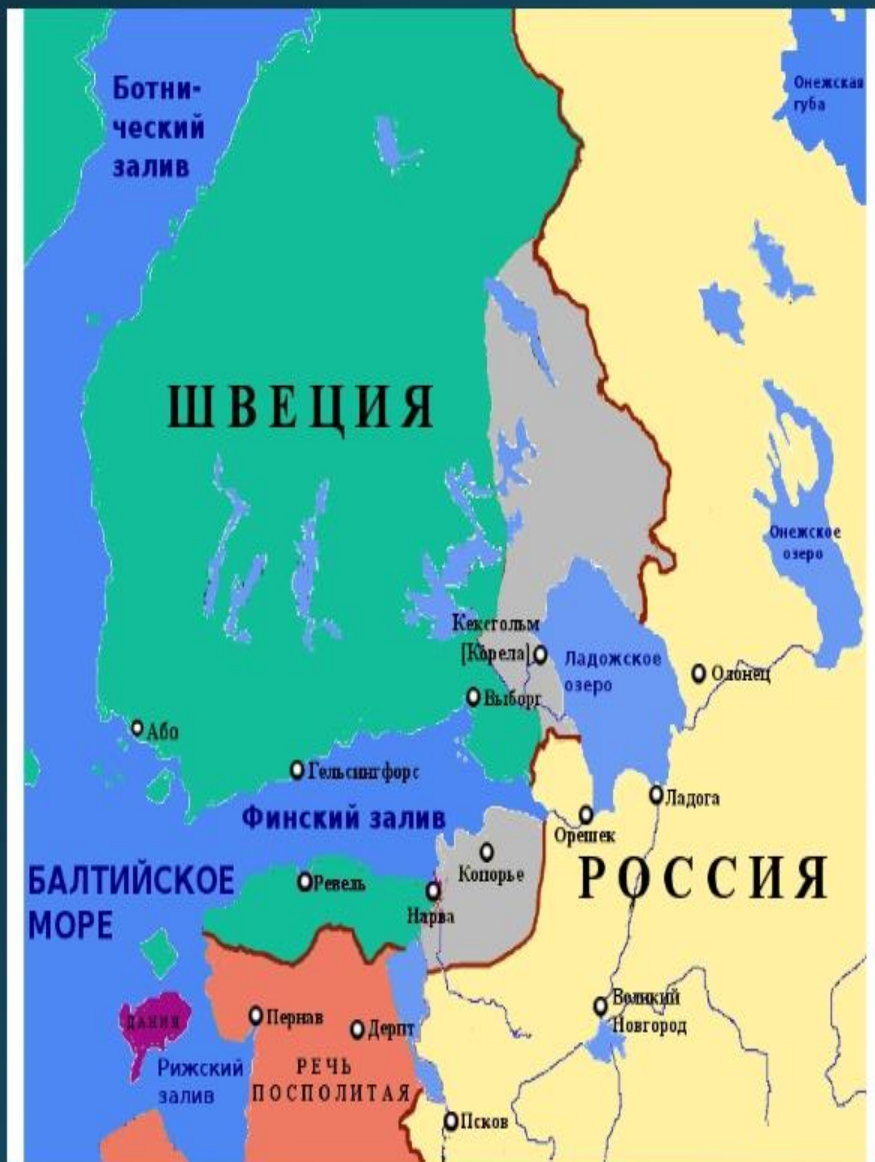 Ботни-
ческий
залив
Онежская
губа
ШВЕЦИЯ
Онежское
озеро
Кексгольм
[Корела]
Ладожское
озеро
Олонец
Выборг
Або
Гельсингфорс
Ладога
Финский залив
Орешек
Копорье
РОССИЯ
БАЛТИЙСКОЕ
МОРЕ
Ревель
Нарва
Великий
Новгород
Пернав
ДАНИЯ
Дерпт
Рижский
залив
РЕЧЬ
ПОСПОЛИТАЯ
Псков